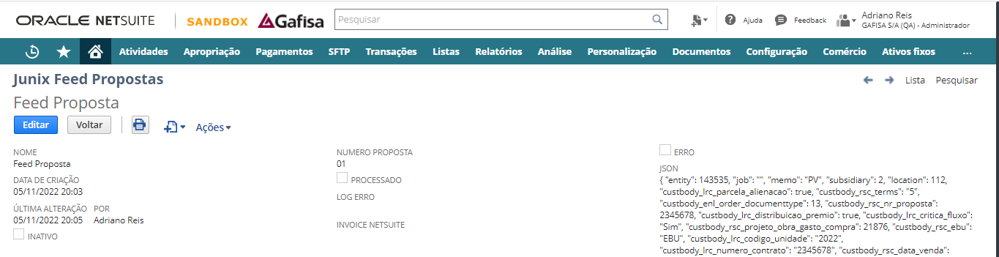 ORACLE NETSUITE SANDBOX Gafisa Pesquisar Ajuda Feedback Adriano Reis
GAFISA S/A (QA) - Administrador
Atividades Apropriação Pagamentos SFTP Transações Listas Relatórios Análise Personalização Documentos Configuração Comércio Ativos fixos ...
Junix Feed Propostas
Lista Pesquisar
Feed Proposta
Editar Voltar Ações
NOME
Feed Proposta
DATA DE CRIAÇÃO
05/11/2022 20:03
ÚLTIMA ALTERAÇÃO POR
05/11/2022 20:05 Adriano Reis
INATIVO
NUMERO PROPOSTA
01
PROCESSADO
LOG ERRO
INVOICE NETSUITE
ERRO
JSON
{ "entity": 143535, "job": "", "memo": "PV", "subsidiary": 2, "location": 112,
"custbody_lrc_parcela_alienacao": true, "custbody_rsc_terms": "5",
"custbody_enl_order_documenttype": 13, "custbody_rsc_nr_proposta":
2345678, "custbody_lrc_distribuicao_premio": true, "custbody_lrc_critica_fluxo":
"Sim", "custbody_rsc_projeto_obra_gasto_compra": 21876, "custbody_rsc_ebu":
"EBU", "custbody_lrc_codigo_unidade": "2022",
"custbody_lrc_numero_contrato": "2345678", "custbody_rsc_data_venda":